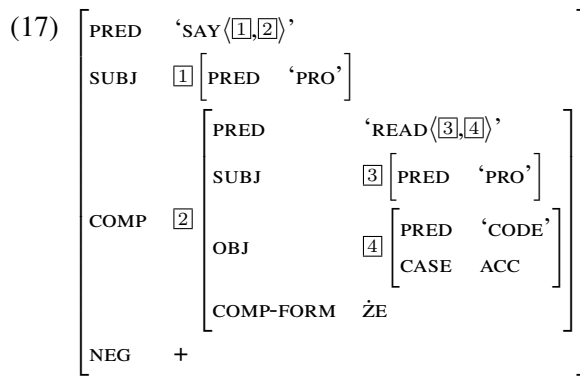 (17)
PRED ‘SAY⟨1,2⟩’
SUBJ 1 PRED ‘PRO’
COMP 2
PRED ‘READ⟨3,4⟩’
SUBJ 3 PRED ‘PRO’
OBJ 4
PRED ‘CODE’
CASE ACC
COMP-FORM ŻE
NEG +